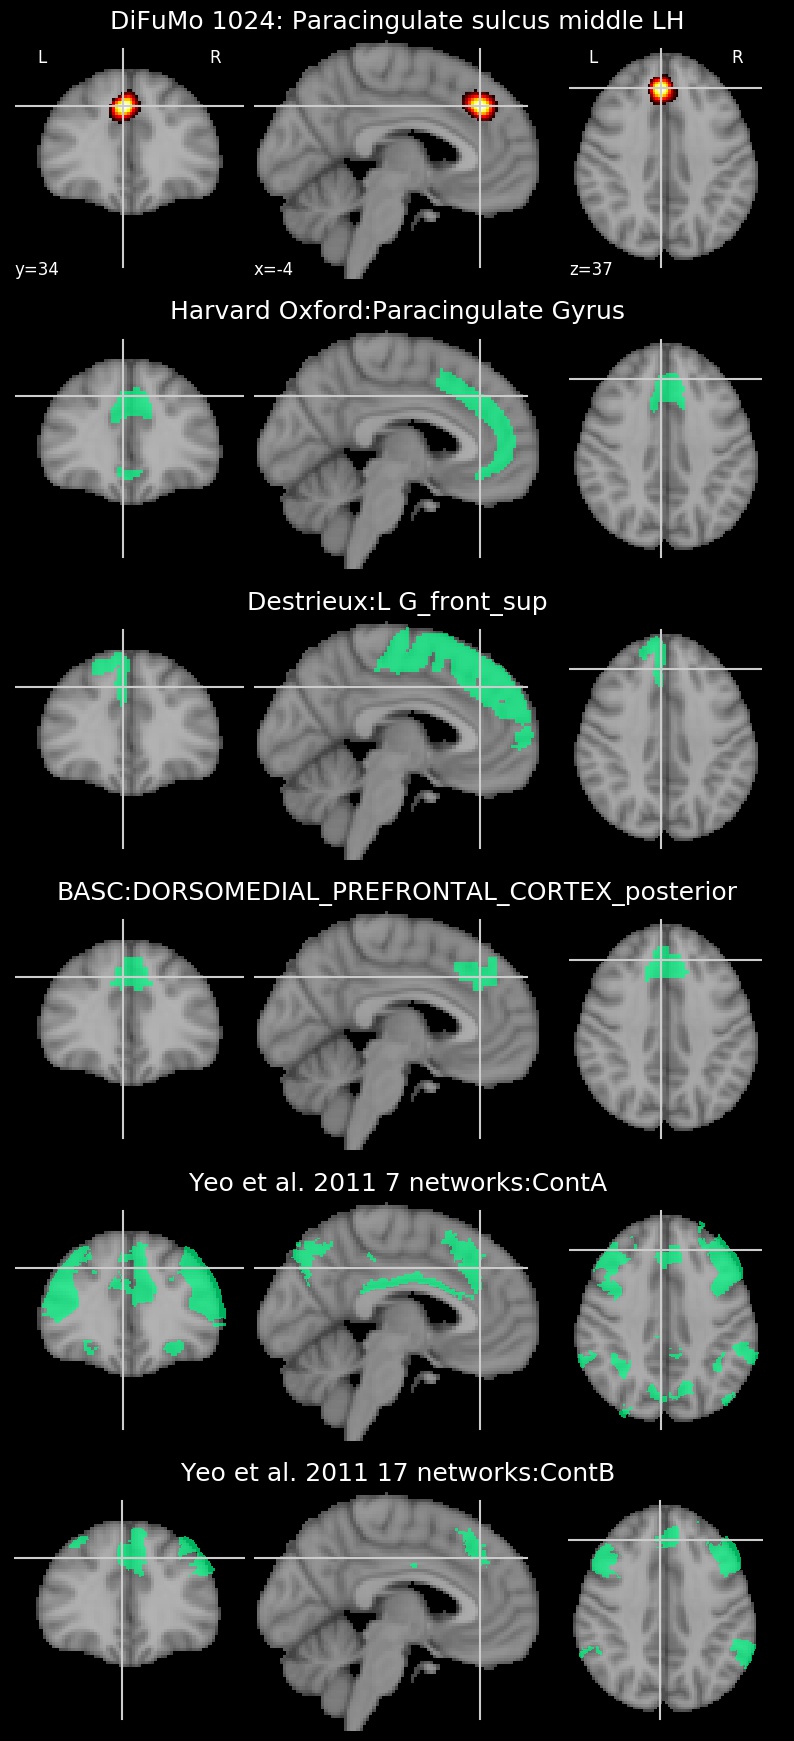 DiFuMo 1024: Paracingulate sulcus middle LH
L R L R
y=34 x=-4 z=37
Harvard Oxford:Paracingulate Gyrus
Destrieux:L G_front_sup
BASC:DORSOMEDIAL_PREFRONTAL_CORTEX_posterior
Yeo et al. 2011 7 networks:ContA
Yeo et al. 2011 17 networks:ContB